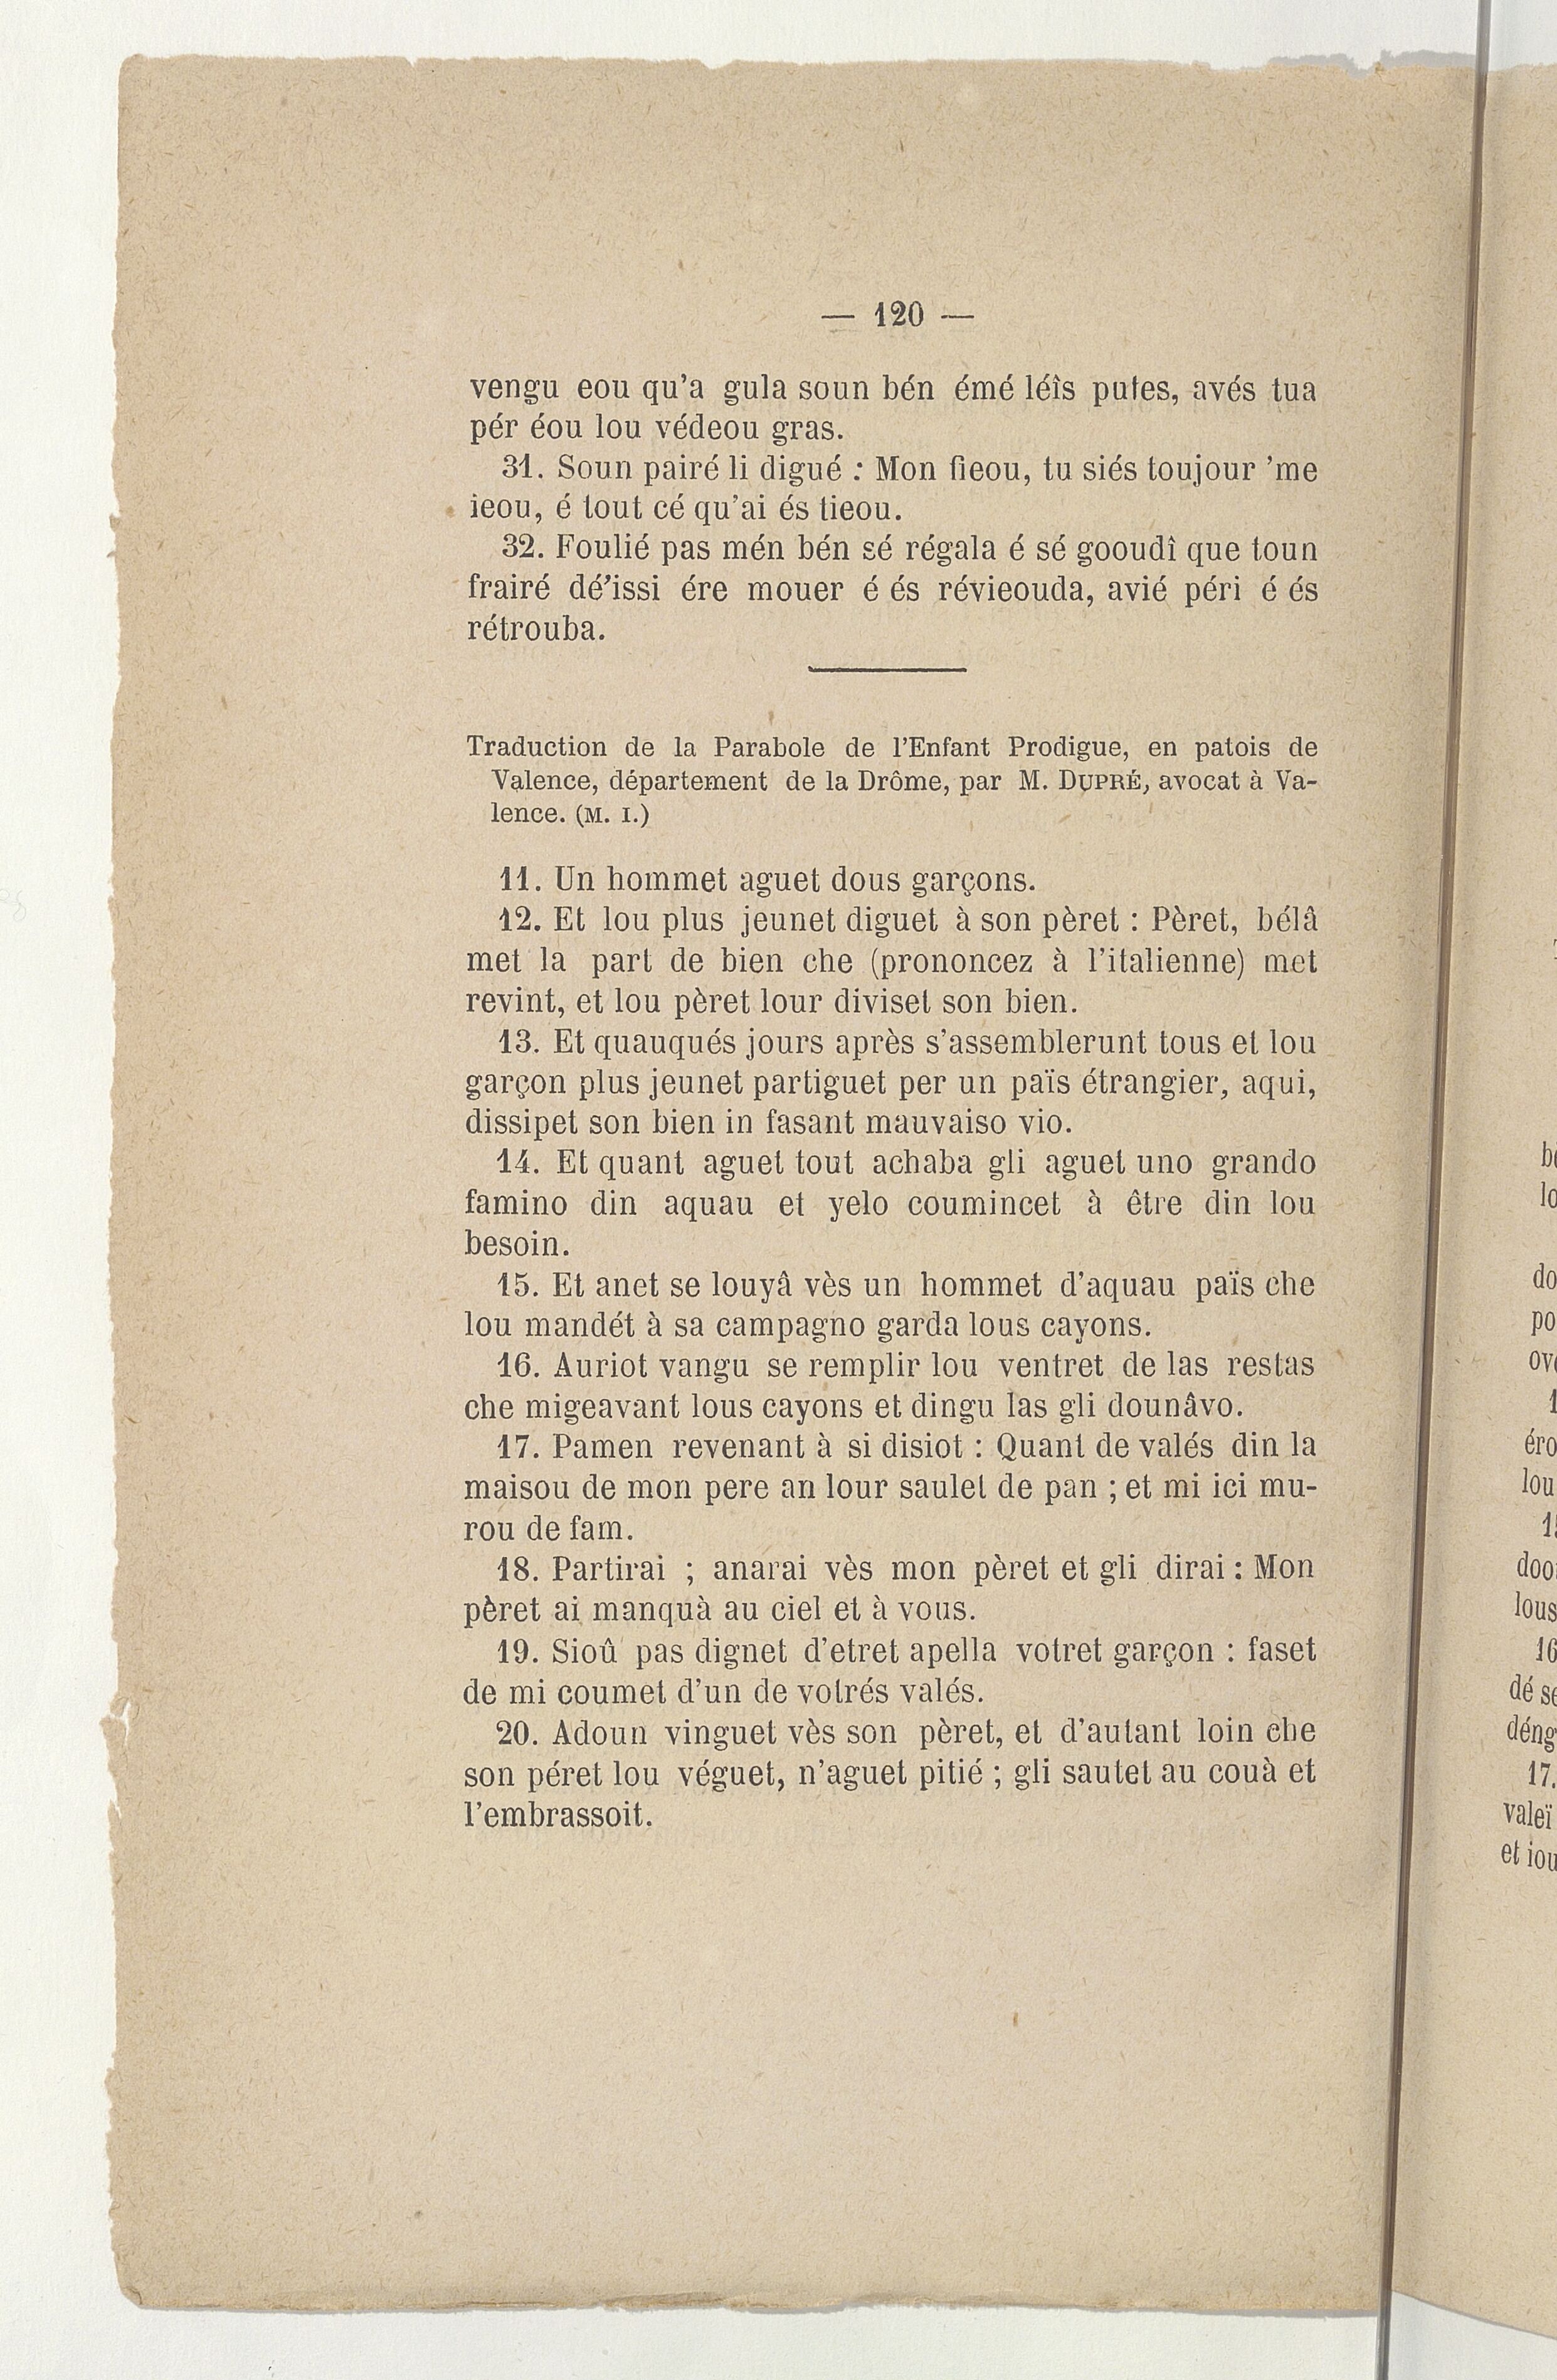 — 120 —
vengu eou qu'a gula soun bén émé léîs putes, avés tua
pér éou lou védeou gras.
31. Soun pairé li digué : Mon fieou, tu siés toujour 'me
ieou, é tout cé qu'ai és tieou.
32. Foulié pas mén bén sé régala é sé gooudî que toun
frairé dé'issi ére mouer é és révieouda, avié péri é és
rétrouba.
Traduction de la Parabole de l'Enfant Prodigue, en patois de
Valence, département de la Drôme, par M. DUPRÉ, avocat à Va-
lence. (M. I.)
11. Un hommet aguet dous garçons.
12. Et lou plus jeunet diguet à son pèret : Pèret, bélâ
met la part de bien che (prononcez à l'italienne) met
revint, et lou pèret lour diviset son bien.
13. Et quauqués jours après s'assemblerunt tous et lou
garçon plus jeunet partiguet per un païs étrangier, aqui,
dissipet son bien in fasant mauvaiso vio.
14. Et quant aguet tout achaba gli aguet uno grando
famino din aquau et yelo coumincet à être din lou
besoin.
15. Et anet se louyâ vès un hommet d'aquau païs che
lou mandét à sa campagno garda lous cayons.
16. Auriot vangu se remplir lou ventret de las restas
che migeavant lous cayons et dingu las gli dounâvo.
17. Pamen revenant à si disiot : Quant de valés din la
maisou de mon pere an lour saulet de pan ; et mi ici mu-
rou de fam.
18. Partirai ; anarai vès mon pèret et gli dirai : Mon
pèret ai manquà au ciel et à vous.
19. Sioû pas dignet d'etret apella votret garçon : faset
de mi coumet d'un de votrés valés.
20. Adoun vinguet vès son pèret, et d'autant loin che
son péret lou véguet, n'aguet pitié ; gli sautet au couà et
l'embrassoit.